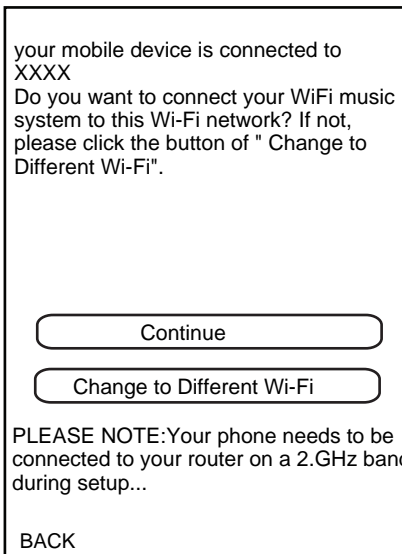 your mobile device is connected to
XXXX
Do you want to connect your WiFi music
system to this Wi-Fi network? If not,
please click the button of " Change to
Different Wi-Fi".
Continue
Change to Different Wi-Fi
PLEASE NOTE:Your phone needs to be
connected to your router on a 2.GHz band
during setup...
BACK